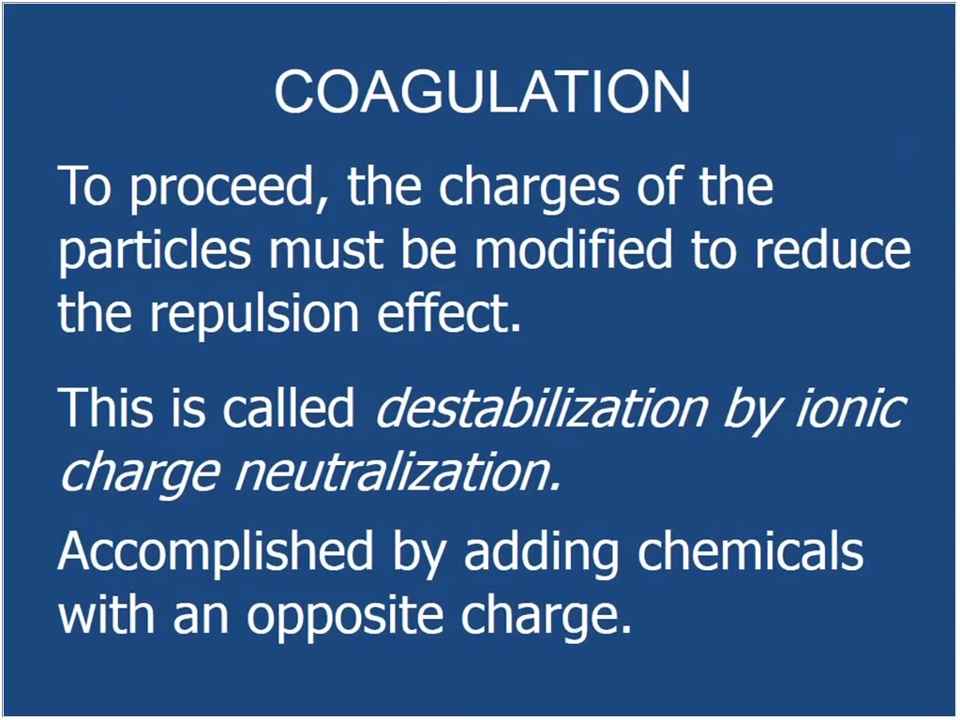 COAGULATION
To proceed, the charges of the
particles must be modified to reduce
the repulsion effect.
This is called destabilization by ionic
charge neutralization.
Accomplished by adding chemicals
with an opposite charge.